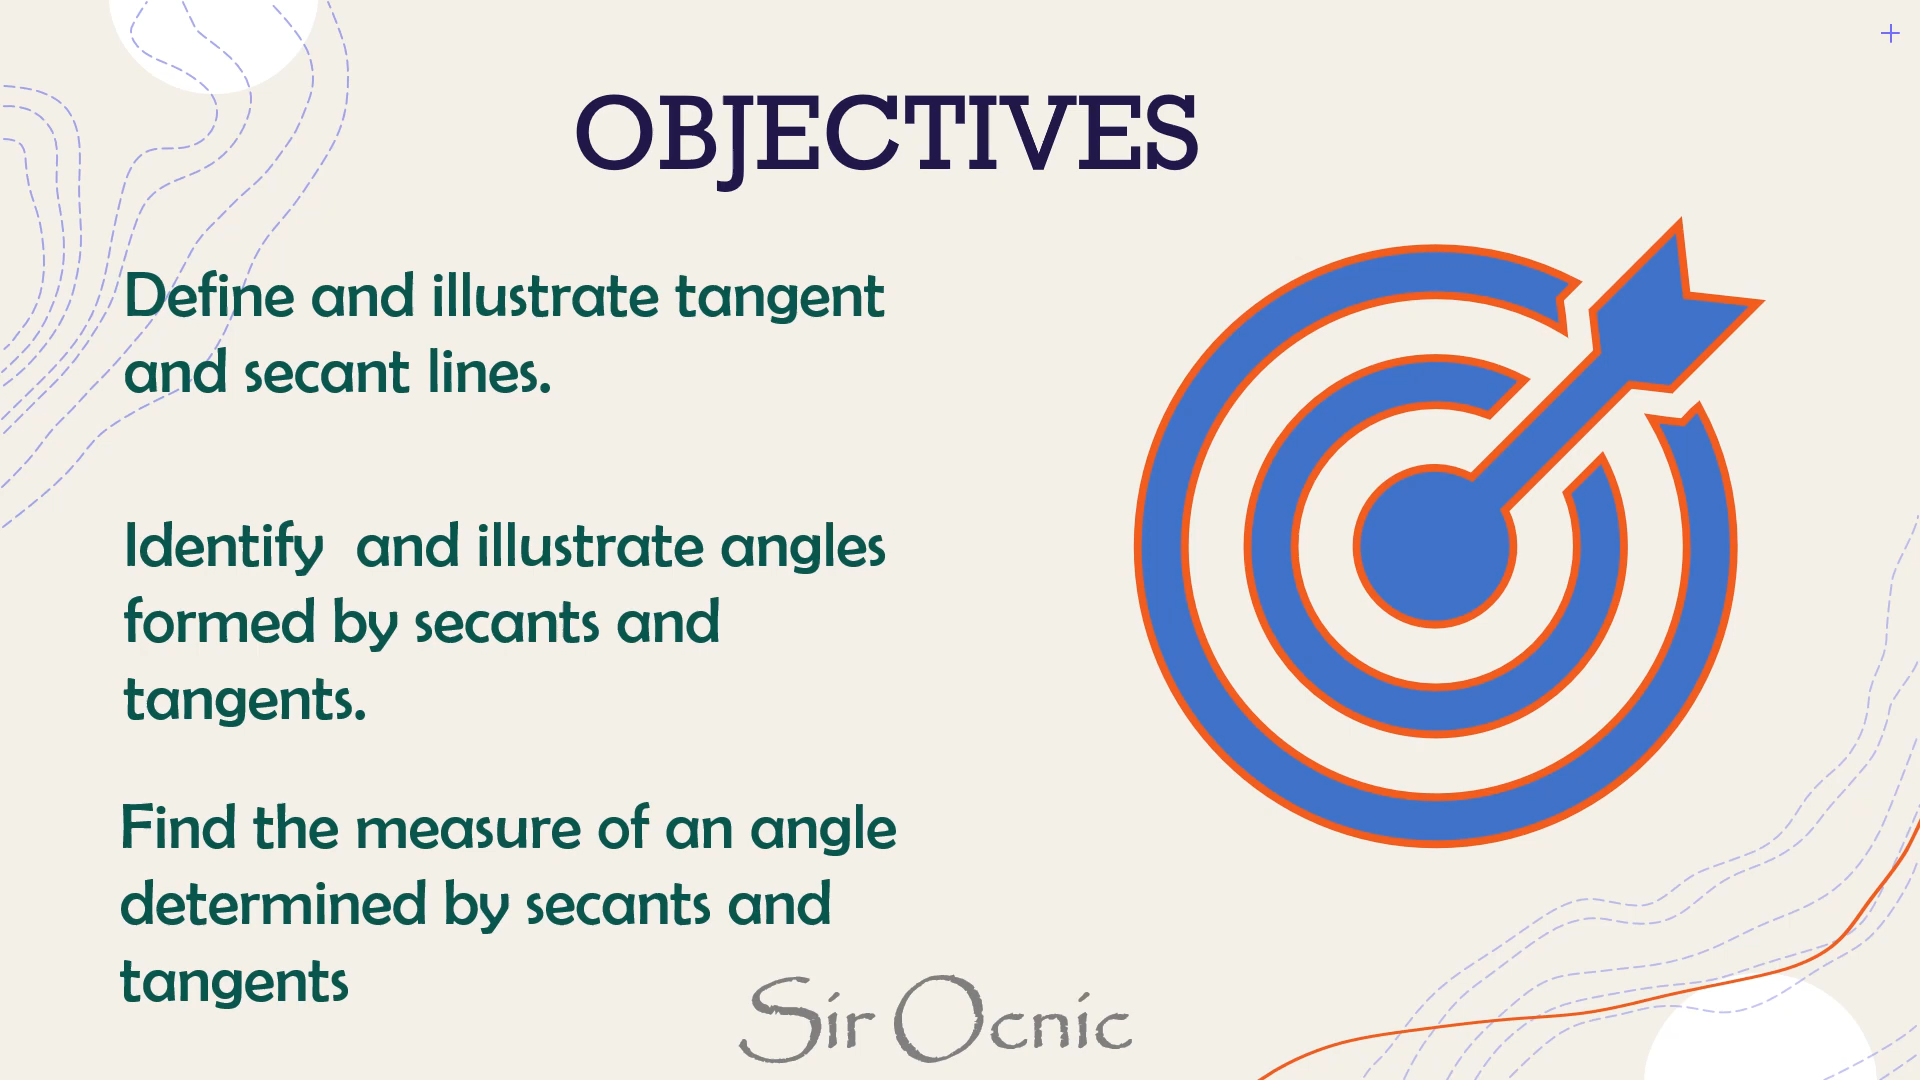 OBJECTIVES
Define and illustrate tangent
and secant lines.
Identify  and illustrate angles
formed by secants and
tangents.
Find the measure of an angle
determined by secants and
tangents
Sir Ocnic